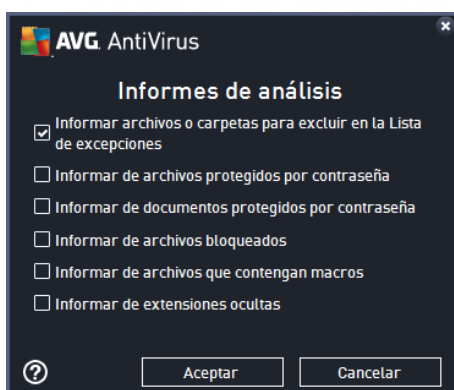 AVG. AntiVirus
Informes de análisis
Informar archivos o carpetas para excluir en la Lista
de excepciones
Informar de archivos protegidos por contraseña
Informar de documentos protegidos por contraseña
Informar de archivos bloqueados
Informar de archivos que contengan macros
Informar de extensiones ocultas
?
Aceptar
Cancelar